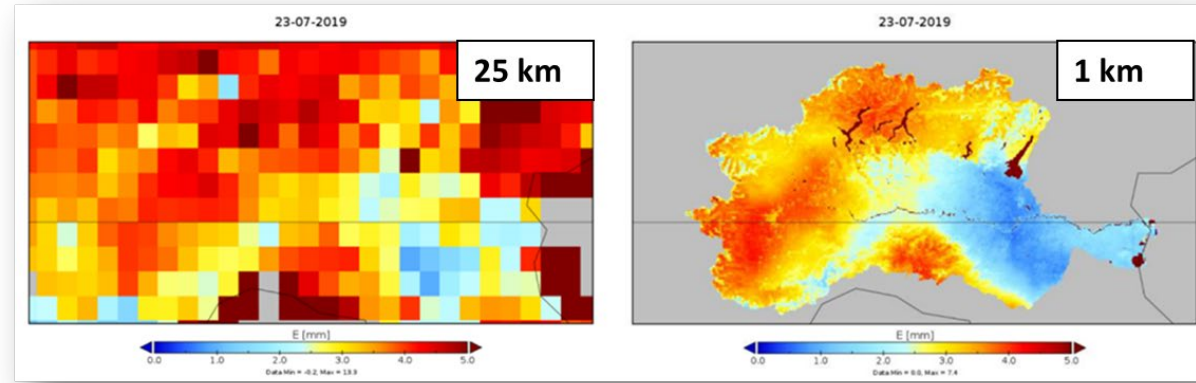 23-07-2019
25 km
E [mm]
0.0 1.0 2.0 3.0 4.0 5.0
Data Min = -0.2, Max = 13.3
23-07-2019
1 km
E [mm]
0.0 1.0 2.0 3.0 4.0 5.0
Data Min = 0.0, Max = 7.4